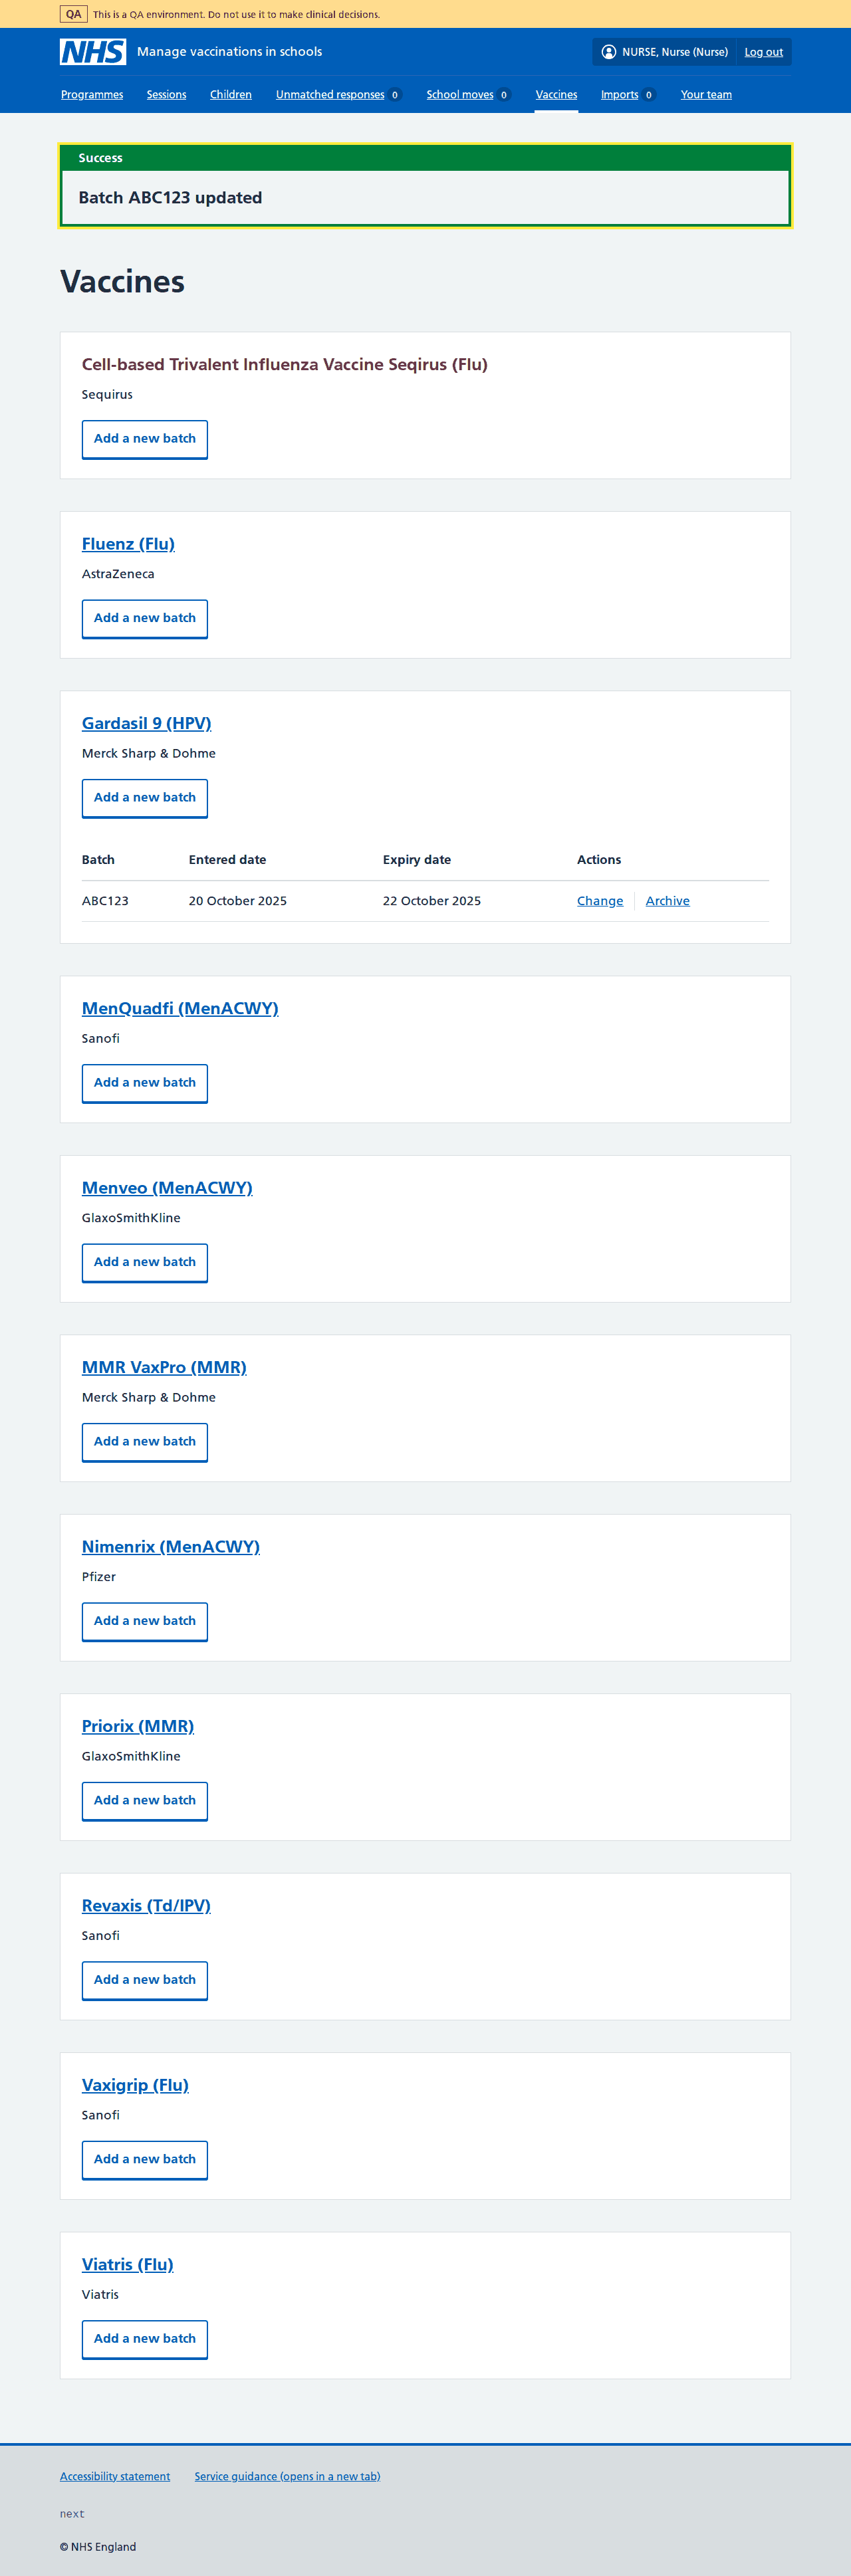 QA This is a QA environment. Do not use it to make clinical decisions.
NHS Manage vaccinations in schools NURSE, Nurse (Nurse) Log out
Programmes Sessions Children Unmatched responses 0 School moves 0 Vaccines Imports 0 Your team
Success
Batch ABC123 updated
Vaccines
Cell-based Trivalent Influenza Vaccine Seqirus (Flu)
Sequirus
Add a new batch
Fluenz (Flu)
AstraZeneca
Add a new batch
Gardasil 9 (HPV)
Merck Sharp & Dohme
Add a new batch
Batch Entered date Expiry date Actions
ABC123 20 October 2025 22 October 2025 Change Archive
MenQuadfi (MenACWY)
Sanofi
Add a new batch
Menveo (MenACWY)
GlaxoSmithKline
Add a new batch
MMR VaxPro (MMR)
Merck Sharp & Dohme
Add a new batch
Nimenrix (MenACWY)
Pfizer
Add a new batch
Priorix (MMR)
GlaxoSmithKline
Add a new batch
Revaxis (Td/IPV)
Sanofi
Add a new batch
Vaxigrip (Flu)
Sanofi
Add a new batch
Viatris (Flu)
Viatris
Add a new batch
Accessibility statement Service guidance (opens in a new tab)
next
© NHS England